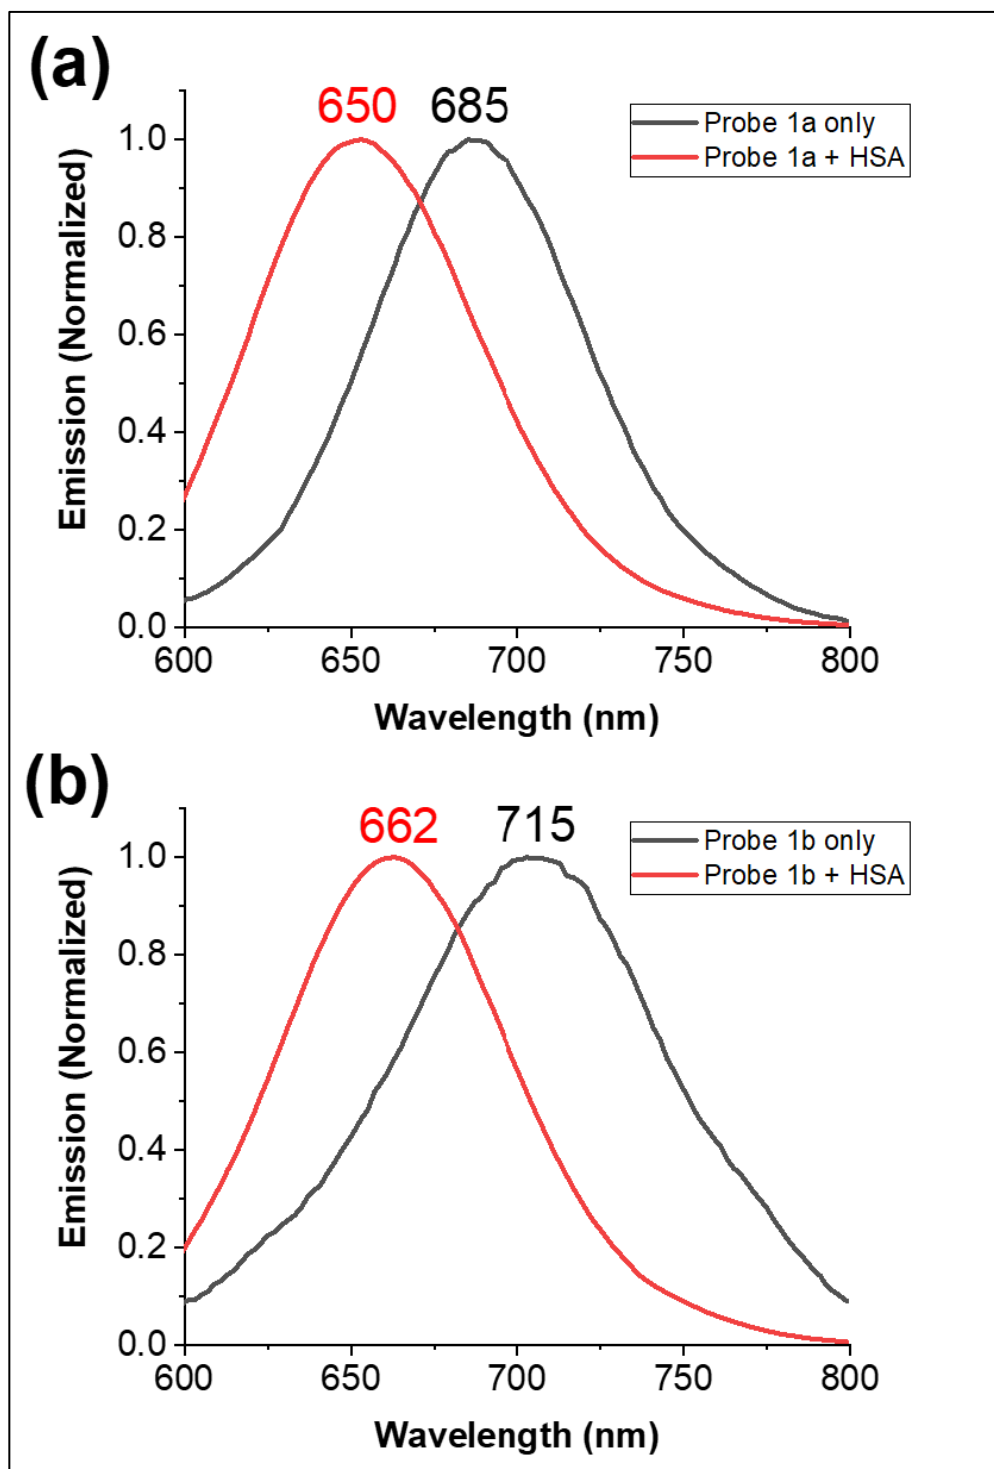 (a)
650 685
Probe 1a only
Probe 1a + HSA
Emission (Normalized)
1.0
0.8
0.6
0.4
0.2
0.0
600 650 700 750 800
Wavelength (nm)
(b)
662 715
Probe 1b only
Probe 1b + HSA
Emission (Normalized)
1.0
0.8
0.6
0.4
0.2
0.0
600 650 700 750 800
Wavelength (nm)